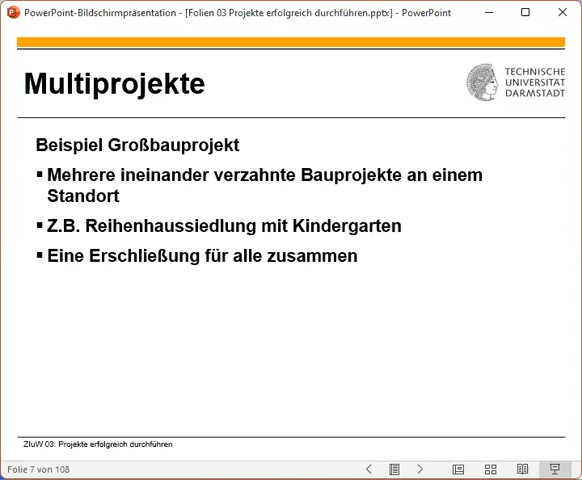 PowerPoint-Bildschirmpräsentation - [Folien 03 Projekte erfolgreich durchführen.pptx] - PowerPoint
Multiprojekte
TECHNISCHE
UNIVERSITÄT
DARMSTADT
Beispiel Großbauprojekt
▪ Mehrere ineinander verzahnte Bauprojekte an einem
Standort
▪ Z.B. Reihenhaussiedlung mit Kindergarten
▪ Eine Erschließung für alle zusammen
ZIuW 03: Projekte erfolgreich durchführen
Folie 7 von 108